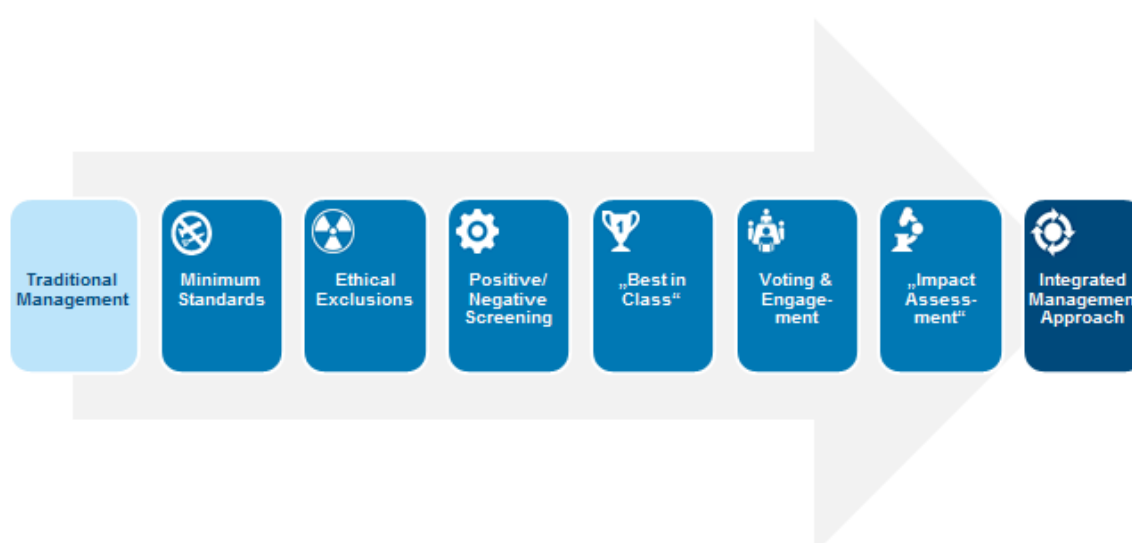 Traditional
Management
Minimum
Standards
Ethical
Exclusions
Positive/
Negative
Screening
„Best in
Class“
Voting &
Engage-
ment
„Impact
Assess-
ment“
Integrated
Managemen
Approach